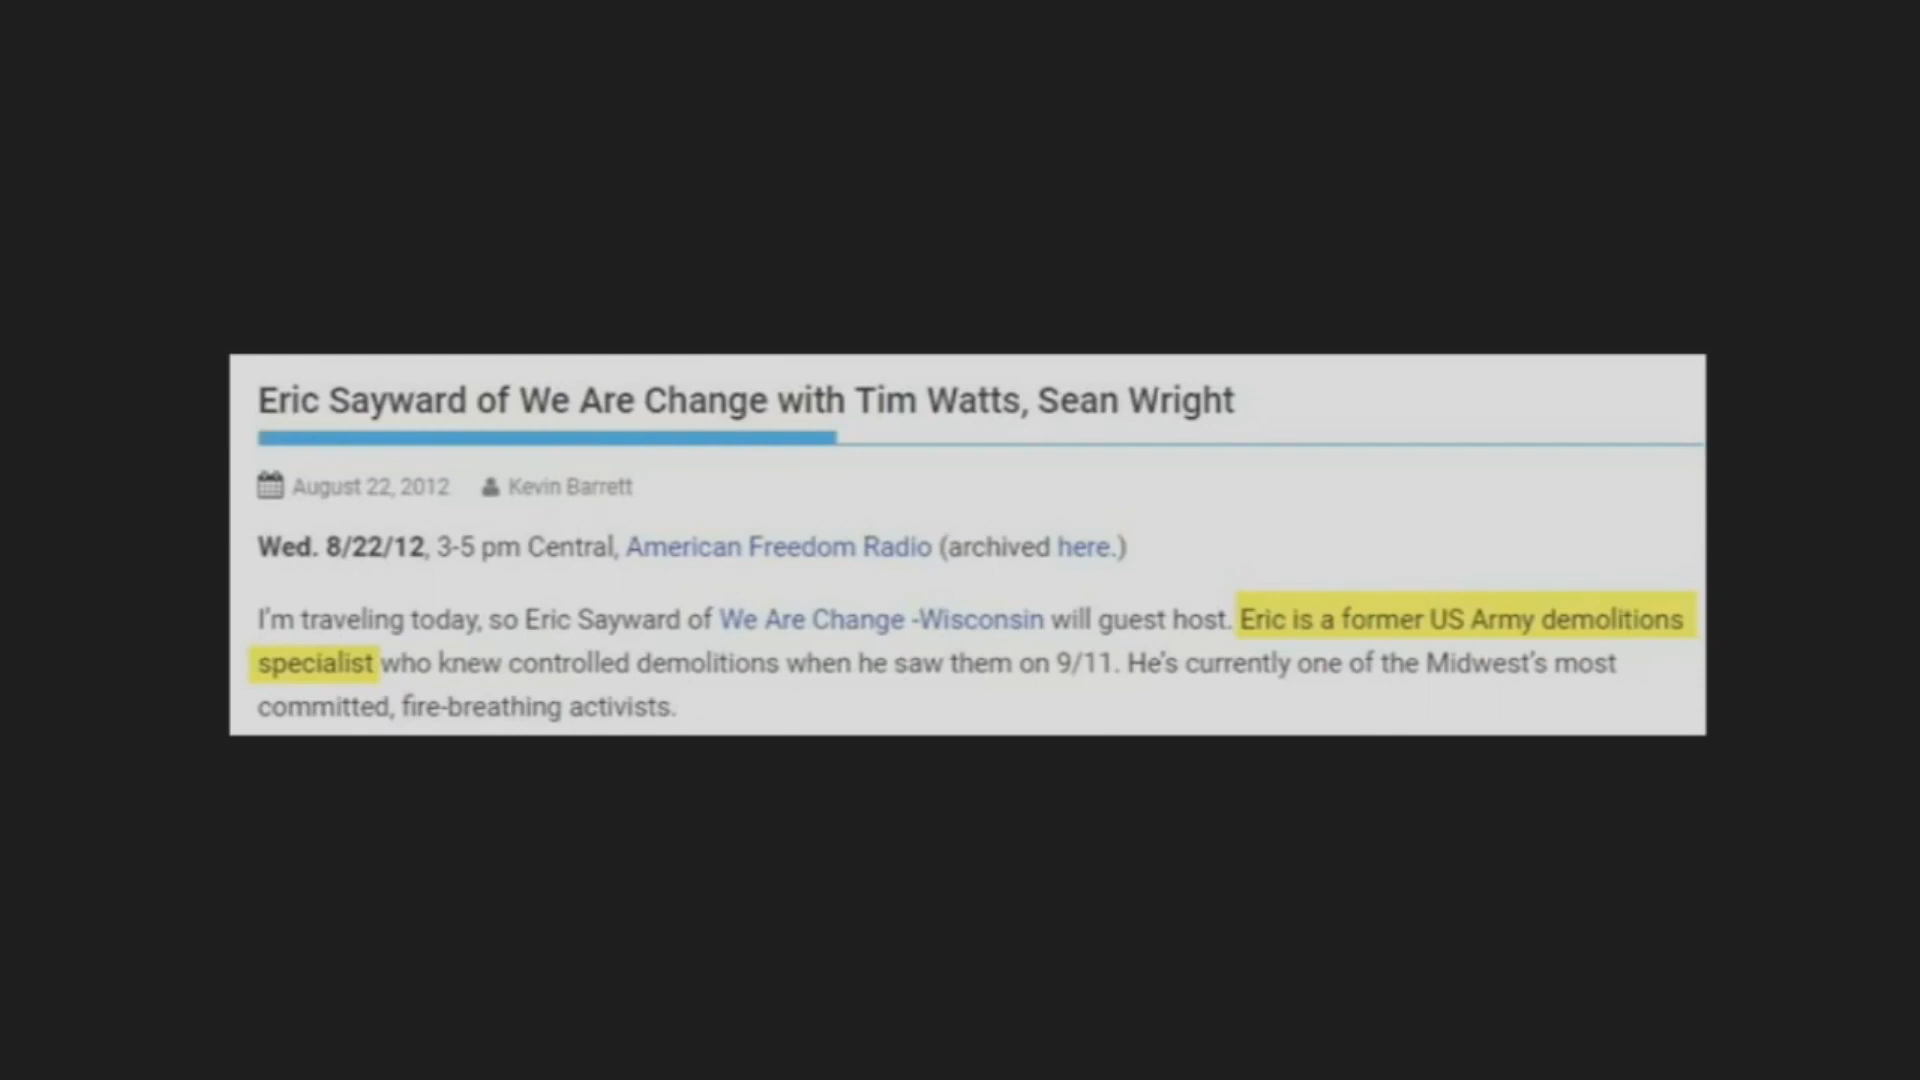 Eric Sayward of We Are Change with Tim Watts, Sean Wright
August 22, 2012 Kevin Barrett
Wed. 8/22/12, 3-5 pm Central, American Freedom Radio (archived here.)
I'm traveling today, so Eric Sayward of We Are Change -Wisconsin will guest host. Eric is a former US Army demolitions
specialist who knew controlled demolitions when he saw them on 9/11. He's currently one of the Midwest's most
committed, fire-breathing activists.